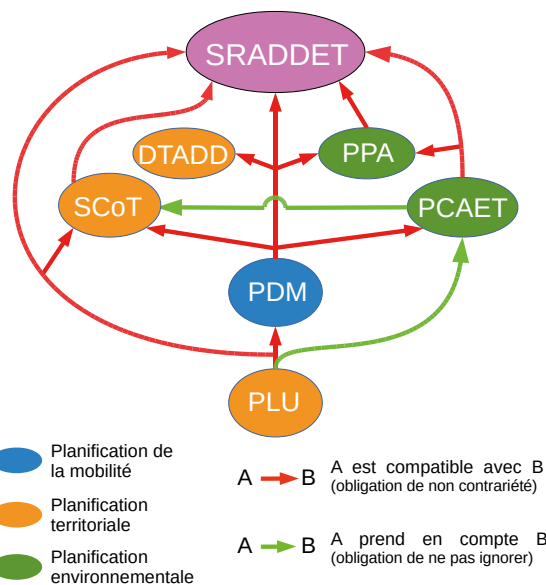 SRADDET
DTADD
PPA
SCoT
PCAET
PDM
PLU
Planification de
la mobilité
Planification
territoriale
Planification
environnementale
A B A est compatible avec B
(obligation de non contrariété)
A B A prend en compte B
(obligation de ne pas ignorer)